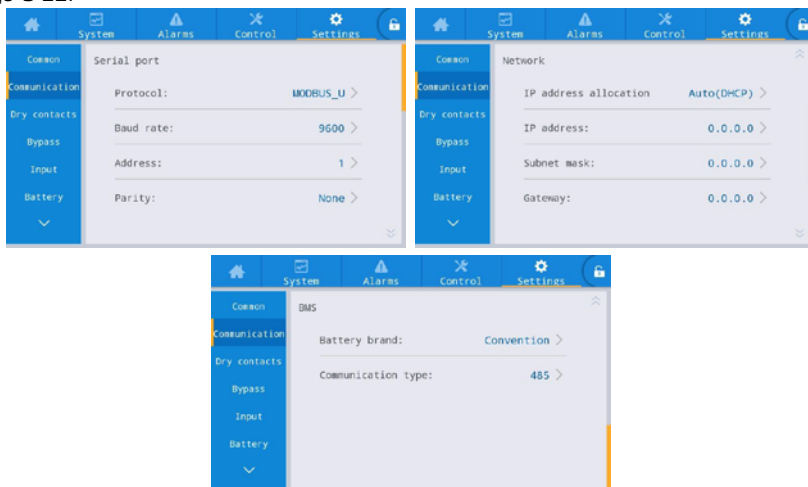 System Alarms Control Settings
Common
Communication
Dry contacts
Bypass
Input
Battery
Serial port
Protocol: MODBUS_U >
Baud rate: 9600 >
Address: 1 >
Parity: None >
System Alarms Control Settings
Common
Communication
Dry contacts
Bypass
Input
Battery
Network
IP address allocation Auto(DHCP) >
IP address: 0.0.0.0 >
Subnet mask: 0.0.0.0 >
Gateway: 0.0.0.0 >
System Alarms Control Settings
Common
Communication
Dry contacts
Bypass
Input
Battery
BMS
Battery brand: Convention >
Communication type: 485 >